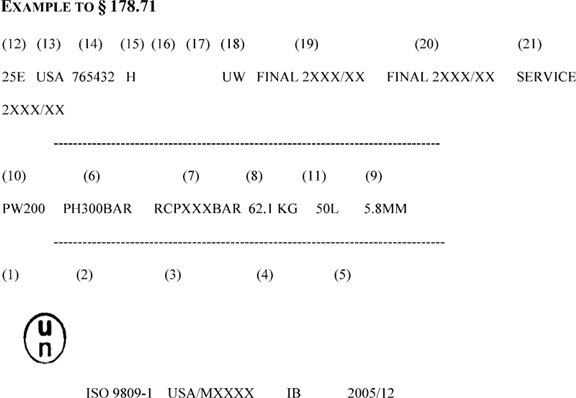 EXAMPLE TO § 178.71
(12) (13) (14) (15) (16) (17) (18) (19) (20) (21)
25E USA 765432 H UW FINAL 2XXX/XX FINAL 2XXX/XX SERVICE
2XXX/XX
--------------------------------------------------------------------------------
(10) (6) (7) (8) (11) (9)
PW200 PH300BAR RCPXXXBAR 62.1 KG 50L 5.8MM
---------------------------------------------------------------------------------
(1) (2) (3) (4) (5)
u
n
ISO 9809-1 USA/MXXXX IB 2005/12